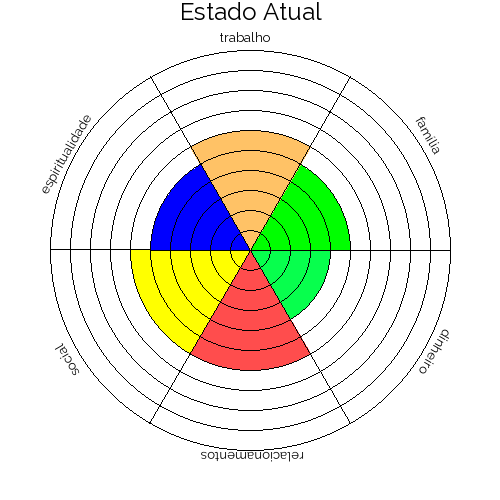 Estado Atual
trabalho
família
dinheiro
relacionamentos
social
espiritualidade